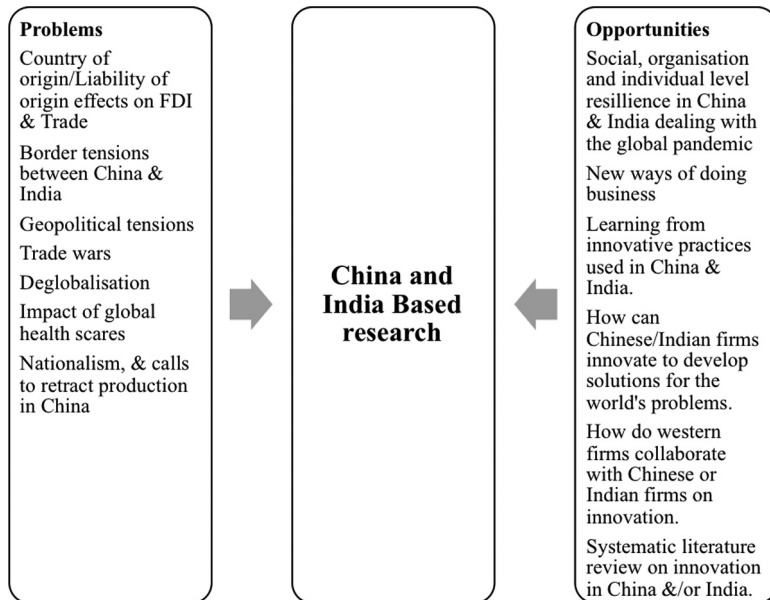 Problems
Country of
origin/Liability of
origin effects on FDI
& Trade
Border tensions
between China &
India
Geopolitical tensions
Trade wars
Deglobalisation
Impact of global
health scares
Nationalism, & calls
to retract production
in China
China and
India Based
research
Opportunities
Social, organisation
and individual level
resillience in China
& India dealing with
the global pandemic
New ways of doing
business
Learning from
innovative practices
used in China &
India.
How can
Chinese/Indian firms
innovate to develop
solutions for the
world's problems.
How do western
firms collaborate
with Chinese or
Indian firms on
innovation.
Systematic literature
review on innovation
in China &/or India.